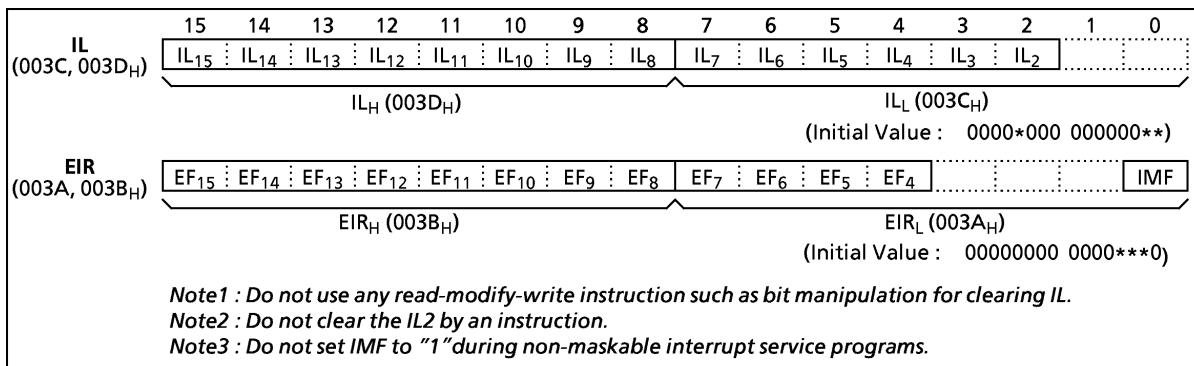 15 14 13 12 11 10 9 8 7 6 5 4 3 2 1 0
IL
(003C, 003DH)
IL15 IL14 IL13 IL12 IL11 IL10 IL9 IL8 IL7 IL6 IL5 IL4 IL3 IL2
ILH (003DH) ILL (003CH)
(Initial Value : 0000*000 000000**)
EIR
(003A, 003BH)
EF15 EF14 EF13 EF12 EF11 EF10 EF9 EF8 EF7 EF6 EF5 EF4 IMF
EIRH (003BH) EIRL (003AH)
(Initial Value : 00000000 0000***0)
Note1 : Do not use any read-modify-write instruction such as bit manipulation for clearing IL.
Note2 : Do not clear the IL2 by an instruction.
Note3 : Do not set IMF to "1"during non-maskable interrupt service programs.